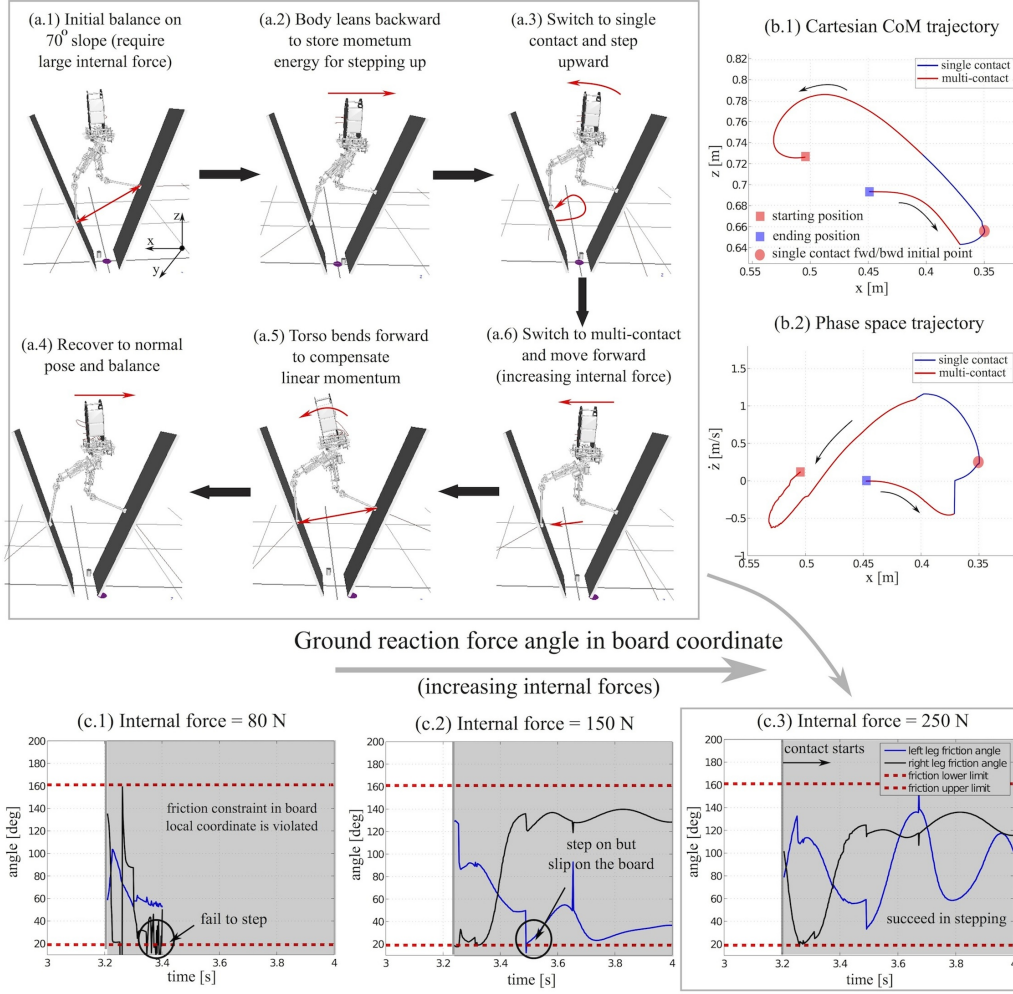 (a.1) Initial balance on
70° slope (require
large internal force)
(a.2) Body leans backward
to store mometum
energy for stepping up
(a.3) Switch to single
contact and step
upward
z
x
y
(a.4) Recover to normal
pose and balance
(a.5) Torso bends forward
to compensate
linear momentum
(a.6) Switch to multi-contact
and move forward
(increasing internal force)
(b.1) Cartesian CoM trajectory
single contact
multi-contact
0.82
0.8
0.78
0.76
0.74
0.72
0.7
0.68
0.66
0.64
z [m]
starting position
ending position
single contact fwd/bwd initial point
0.55 0.5 0.45 0.4 0.35
x [m]
(b.2) Phase space trajectory
single contact
multi-contact
1.5
1
0.5
0
−0.5
−1
ż [m/s]
0.55 0.5 0.45 0.4 0.35
x [m]
Ground reaction force angle in board coordinate
(increasing internal forces)
(c.1) Internal force = 80 N
200
180
160
140
120
100
80
60
40
20
angle [deg]
friction constraint in board
local coordinate is violated
fail to step
3 3.2 3.4 3.6 3.8 4
time [s]
(c.2) Internal force = 150 N
200
180
160
140
120
100
80
60
40
20
angle [deg]
step on but
slip on the board
3 3.2 3.4 3.6 3.8 4
time [s]
(c.3) Internal force = 250 N
200
180
160
140
120
100
80
60
40
20
angle [deg]
contact starts
left leg friction angle
right leg friction angle
friction lower limit
friction upper limit
succeed in stepping
3 3.2 3.4 3.6 3.8 4
time [s]